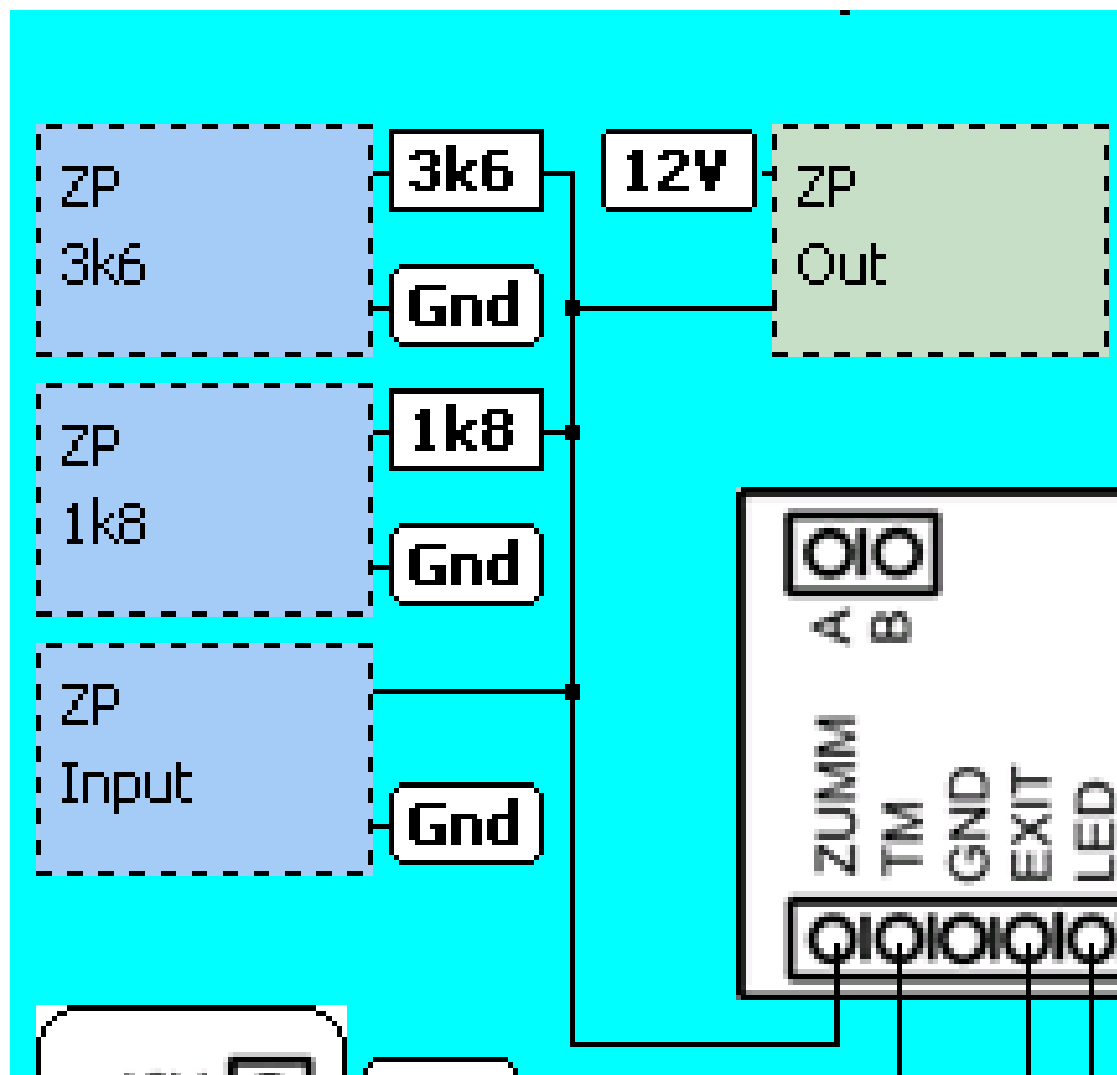 ZP
3k6
3k6
Gnd
12V
ZP
Out
ZP
1k8
1k8
Gnd
ZP
Input
Gnd
A
B
ZUMM
TM
GND
EXIT
LED